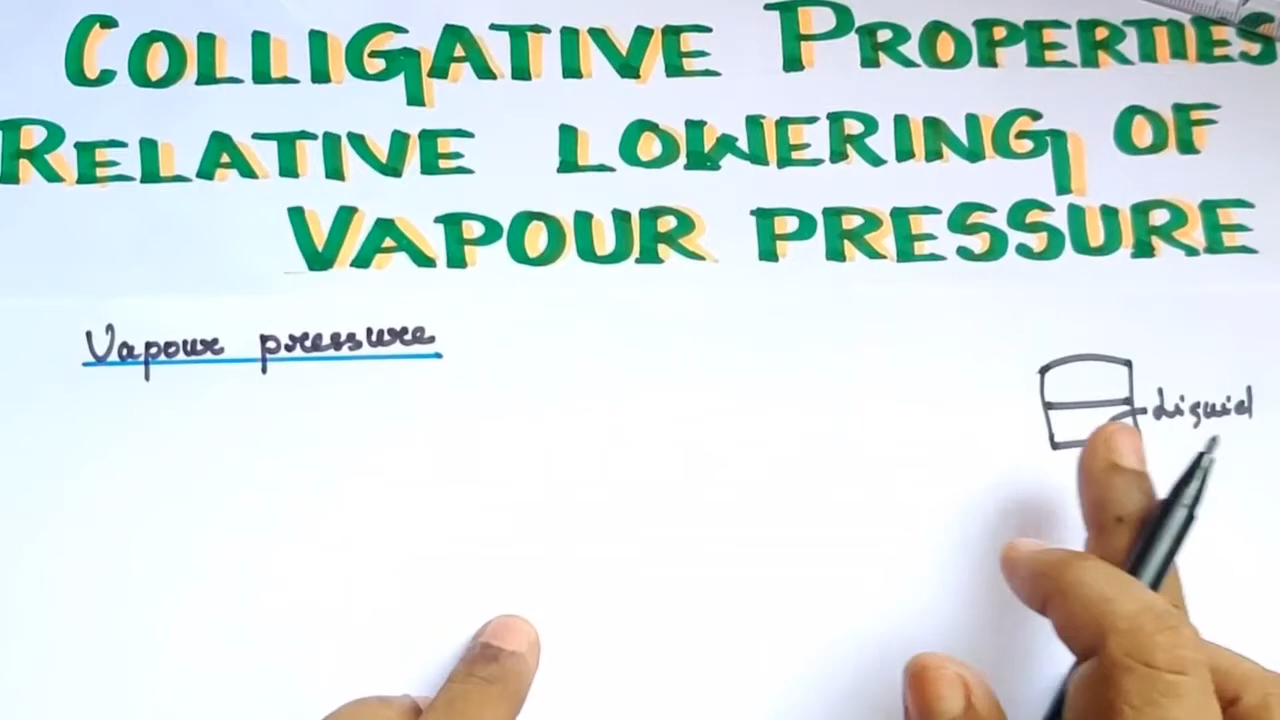 COLLIGATIVE PROPERTIES
RELATIVE LOWERING OF
VAPOUR PRESSURE
Vapour pressure
Liquid